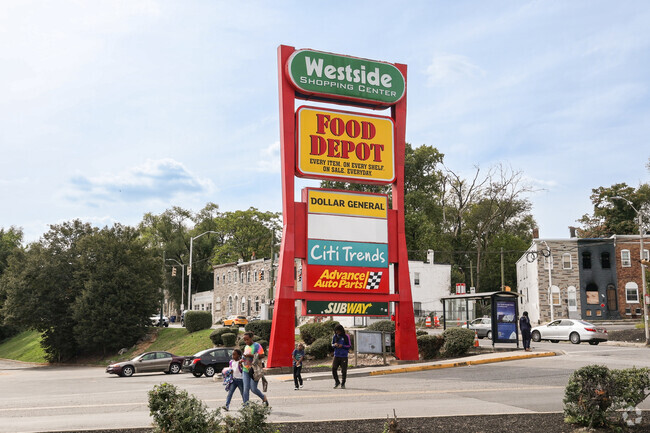 Westside
SHOPPING CENTER
FOOD
DEPOT
EVERY ITEM. ON EVERY SHELF.
ON SALE. EVERYDAY.
DOLLAR GENERAL
Citi Trends
Advance
Auto Parts
SUBWAY